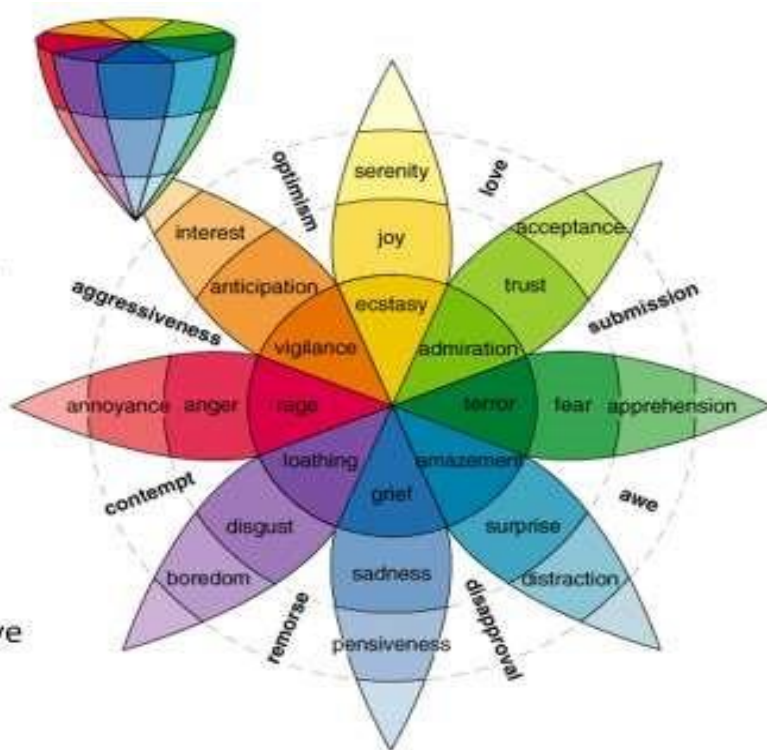 optimism
serenity
love
interest
acceptance
joy
anticipation
trust
aggressiveness
ecstasy
submission
vigilance
admiration
annoyance
anger
rage
terror
fear
apprehension
loathing
amazement
contempt
grief
awe
disgust
surprise
boredom
sadness
distraction
remorse
disapproval
pensiveness